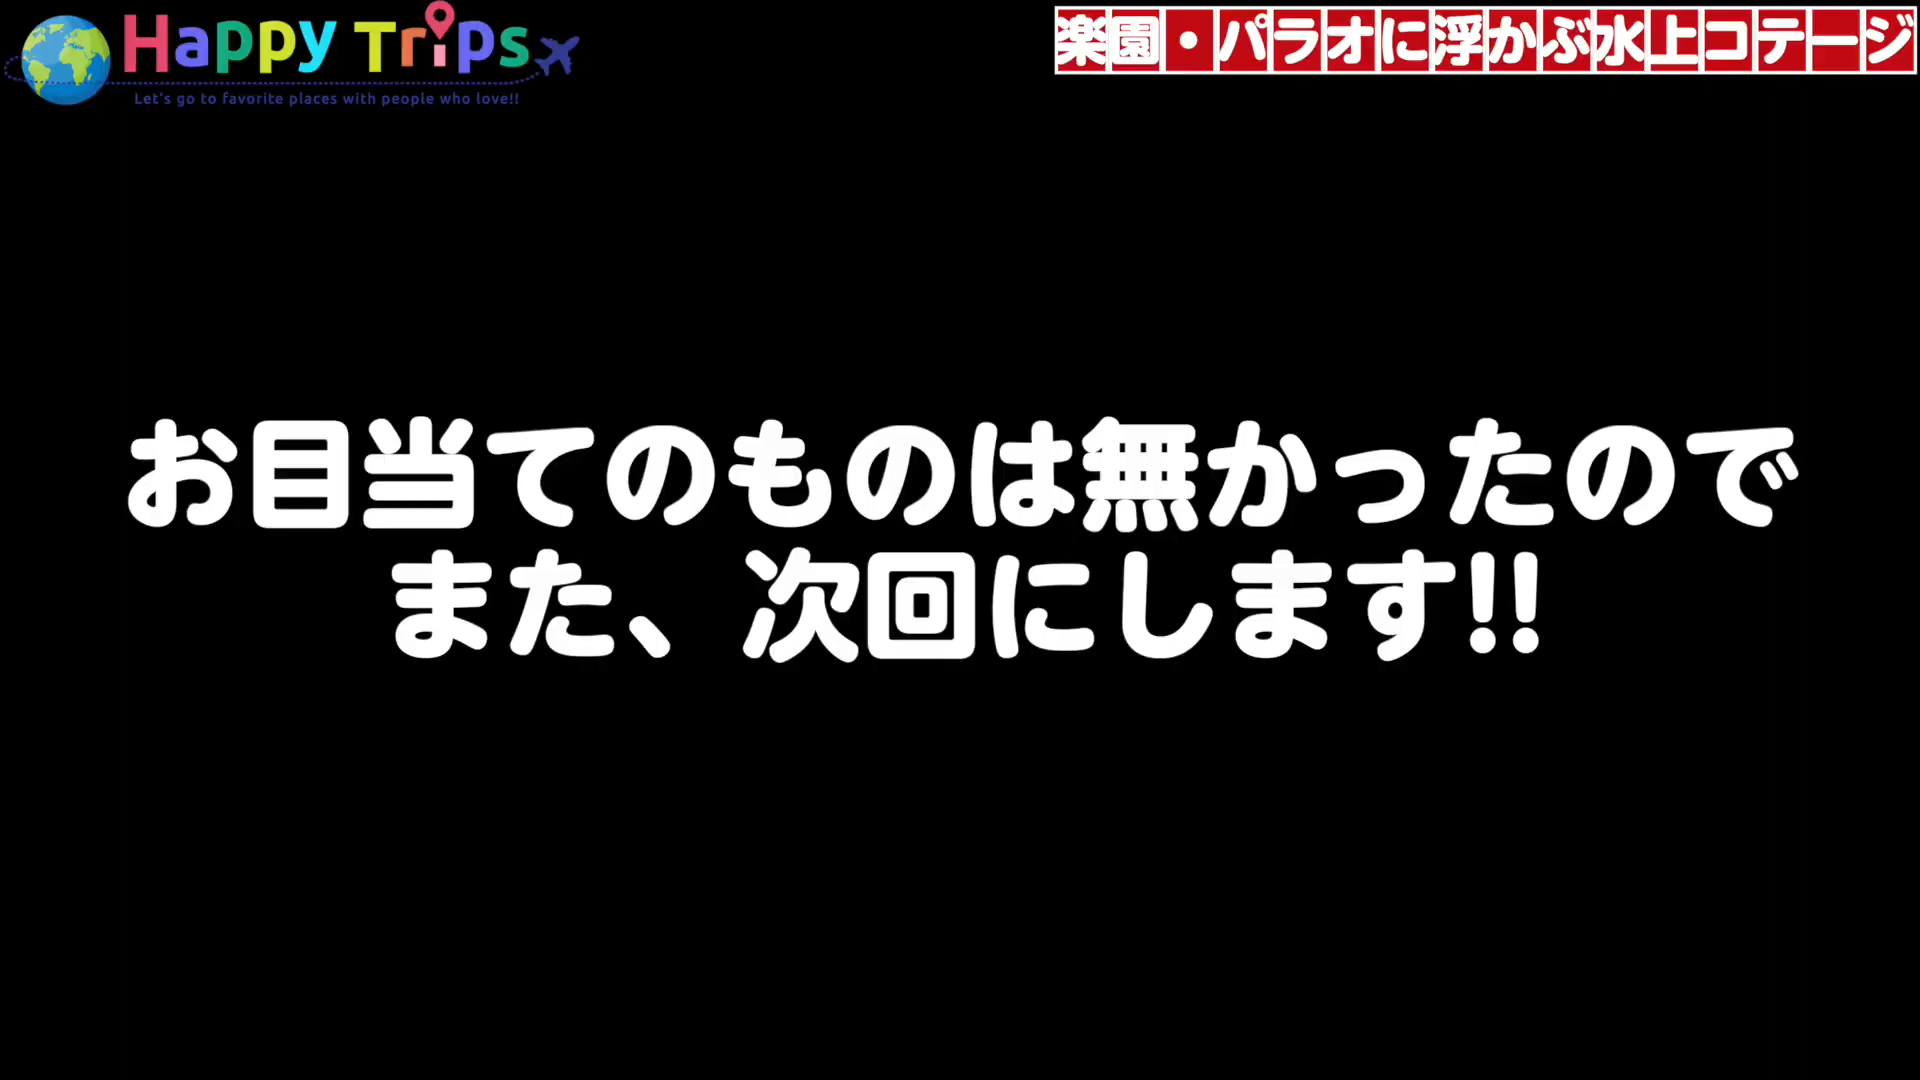 Happy Trips
Let's go to favorite places with people who love!!
楽園・パラオに浮かぶ水上コテージ
お目当てのものは無かったので
また、次回にします!!